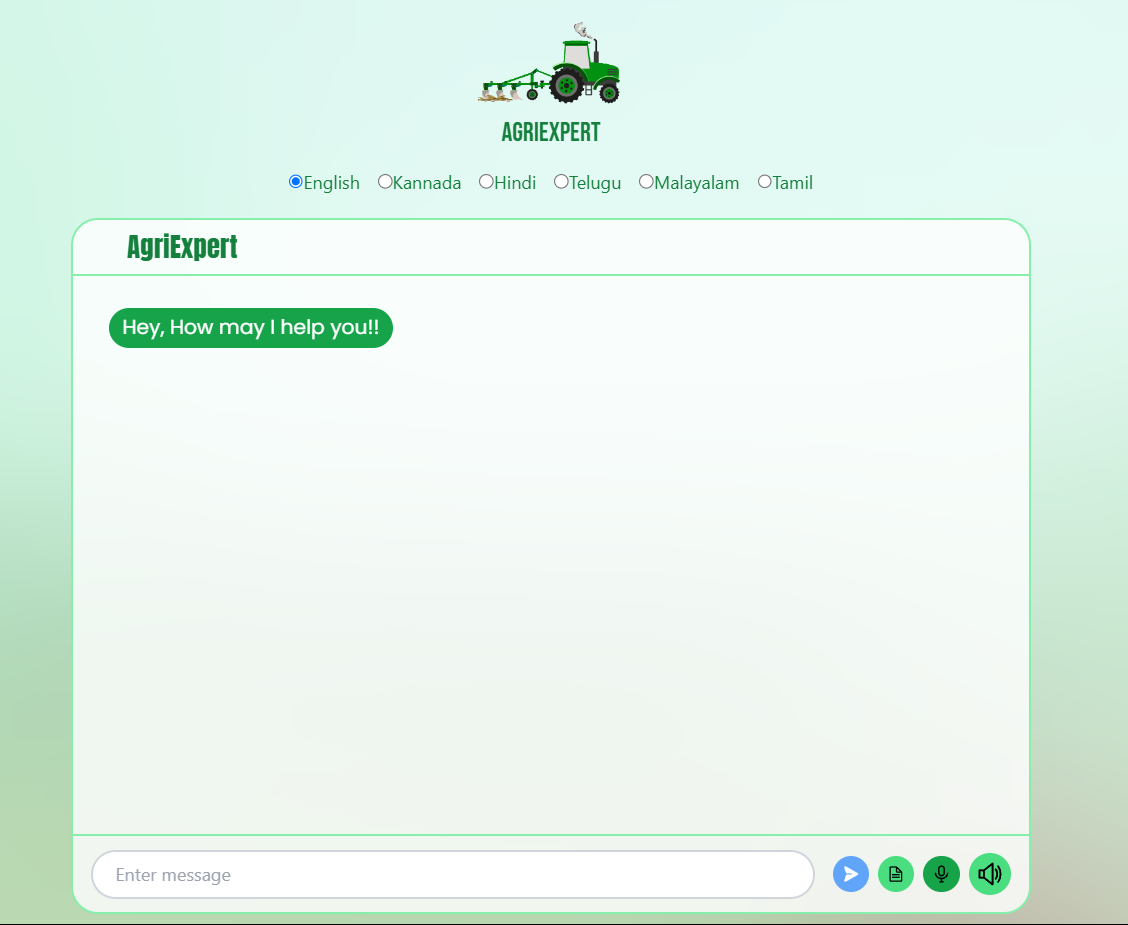 AGRIEXPERT
English Kannada Hindi Telugu Malayalam Tamil
AgriExpert
Hey, How may I help you!!
Enter message